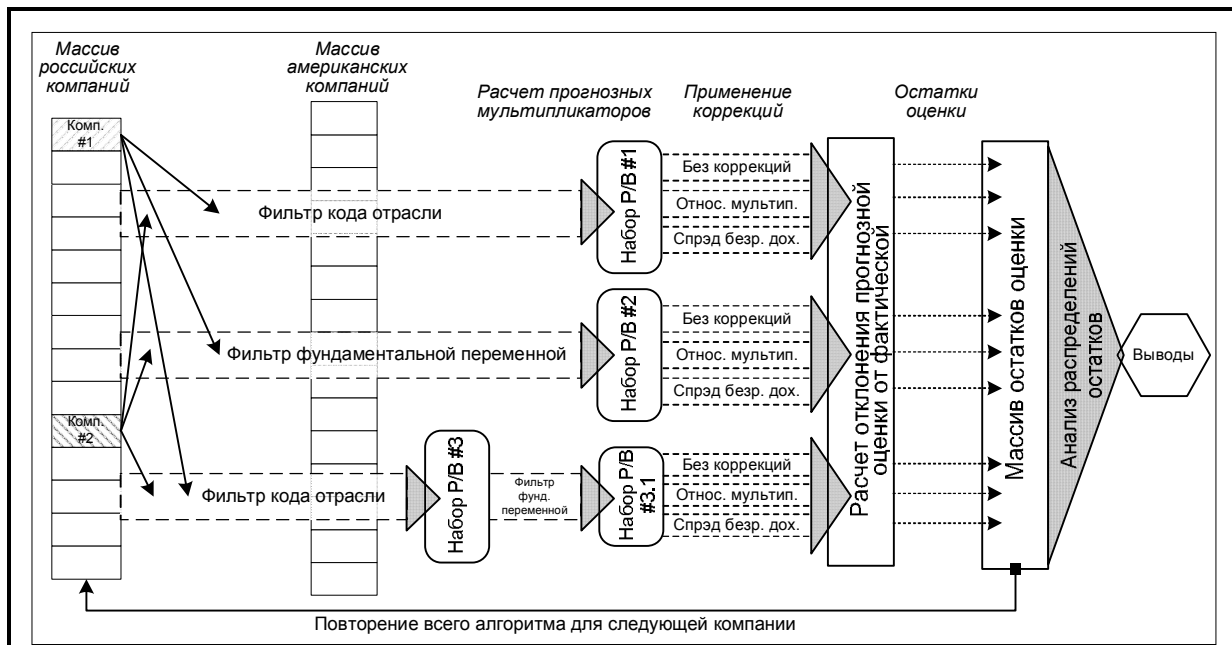 Массив
российских
компаний
Массив
американских
компаний
Расчет прогнозных
мультипликаторов
Применение
коррекций
Остатки
оценки
Комп.
#1
Фильтр кода отрасли
Набор P/B #1
Без коррекций
Относ. мультип.
Спрэд безр. дох.
Фильтр фундаментальной переменной
Набор P/B #2
Без коррекций
Относ. мультип.
Спрэд безр. дох.
Комп.
#2
Фильтр кода отрасли
Набор P/B #3
Фильтр
фунд.
переменной
Набор P/B
#3.1
Без коррекций
Относ. мультип.
Спрэд безр. дох.
Расчет отклонения прогнозной
оценки от фрактической
Массив остатков оценки
Анализ распределений
остатков
Выводы
Повторение всего алгоритма для следующей компании